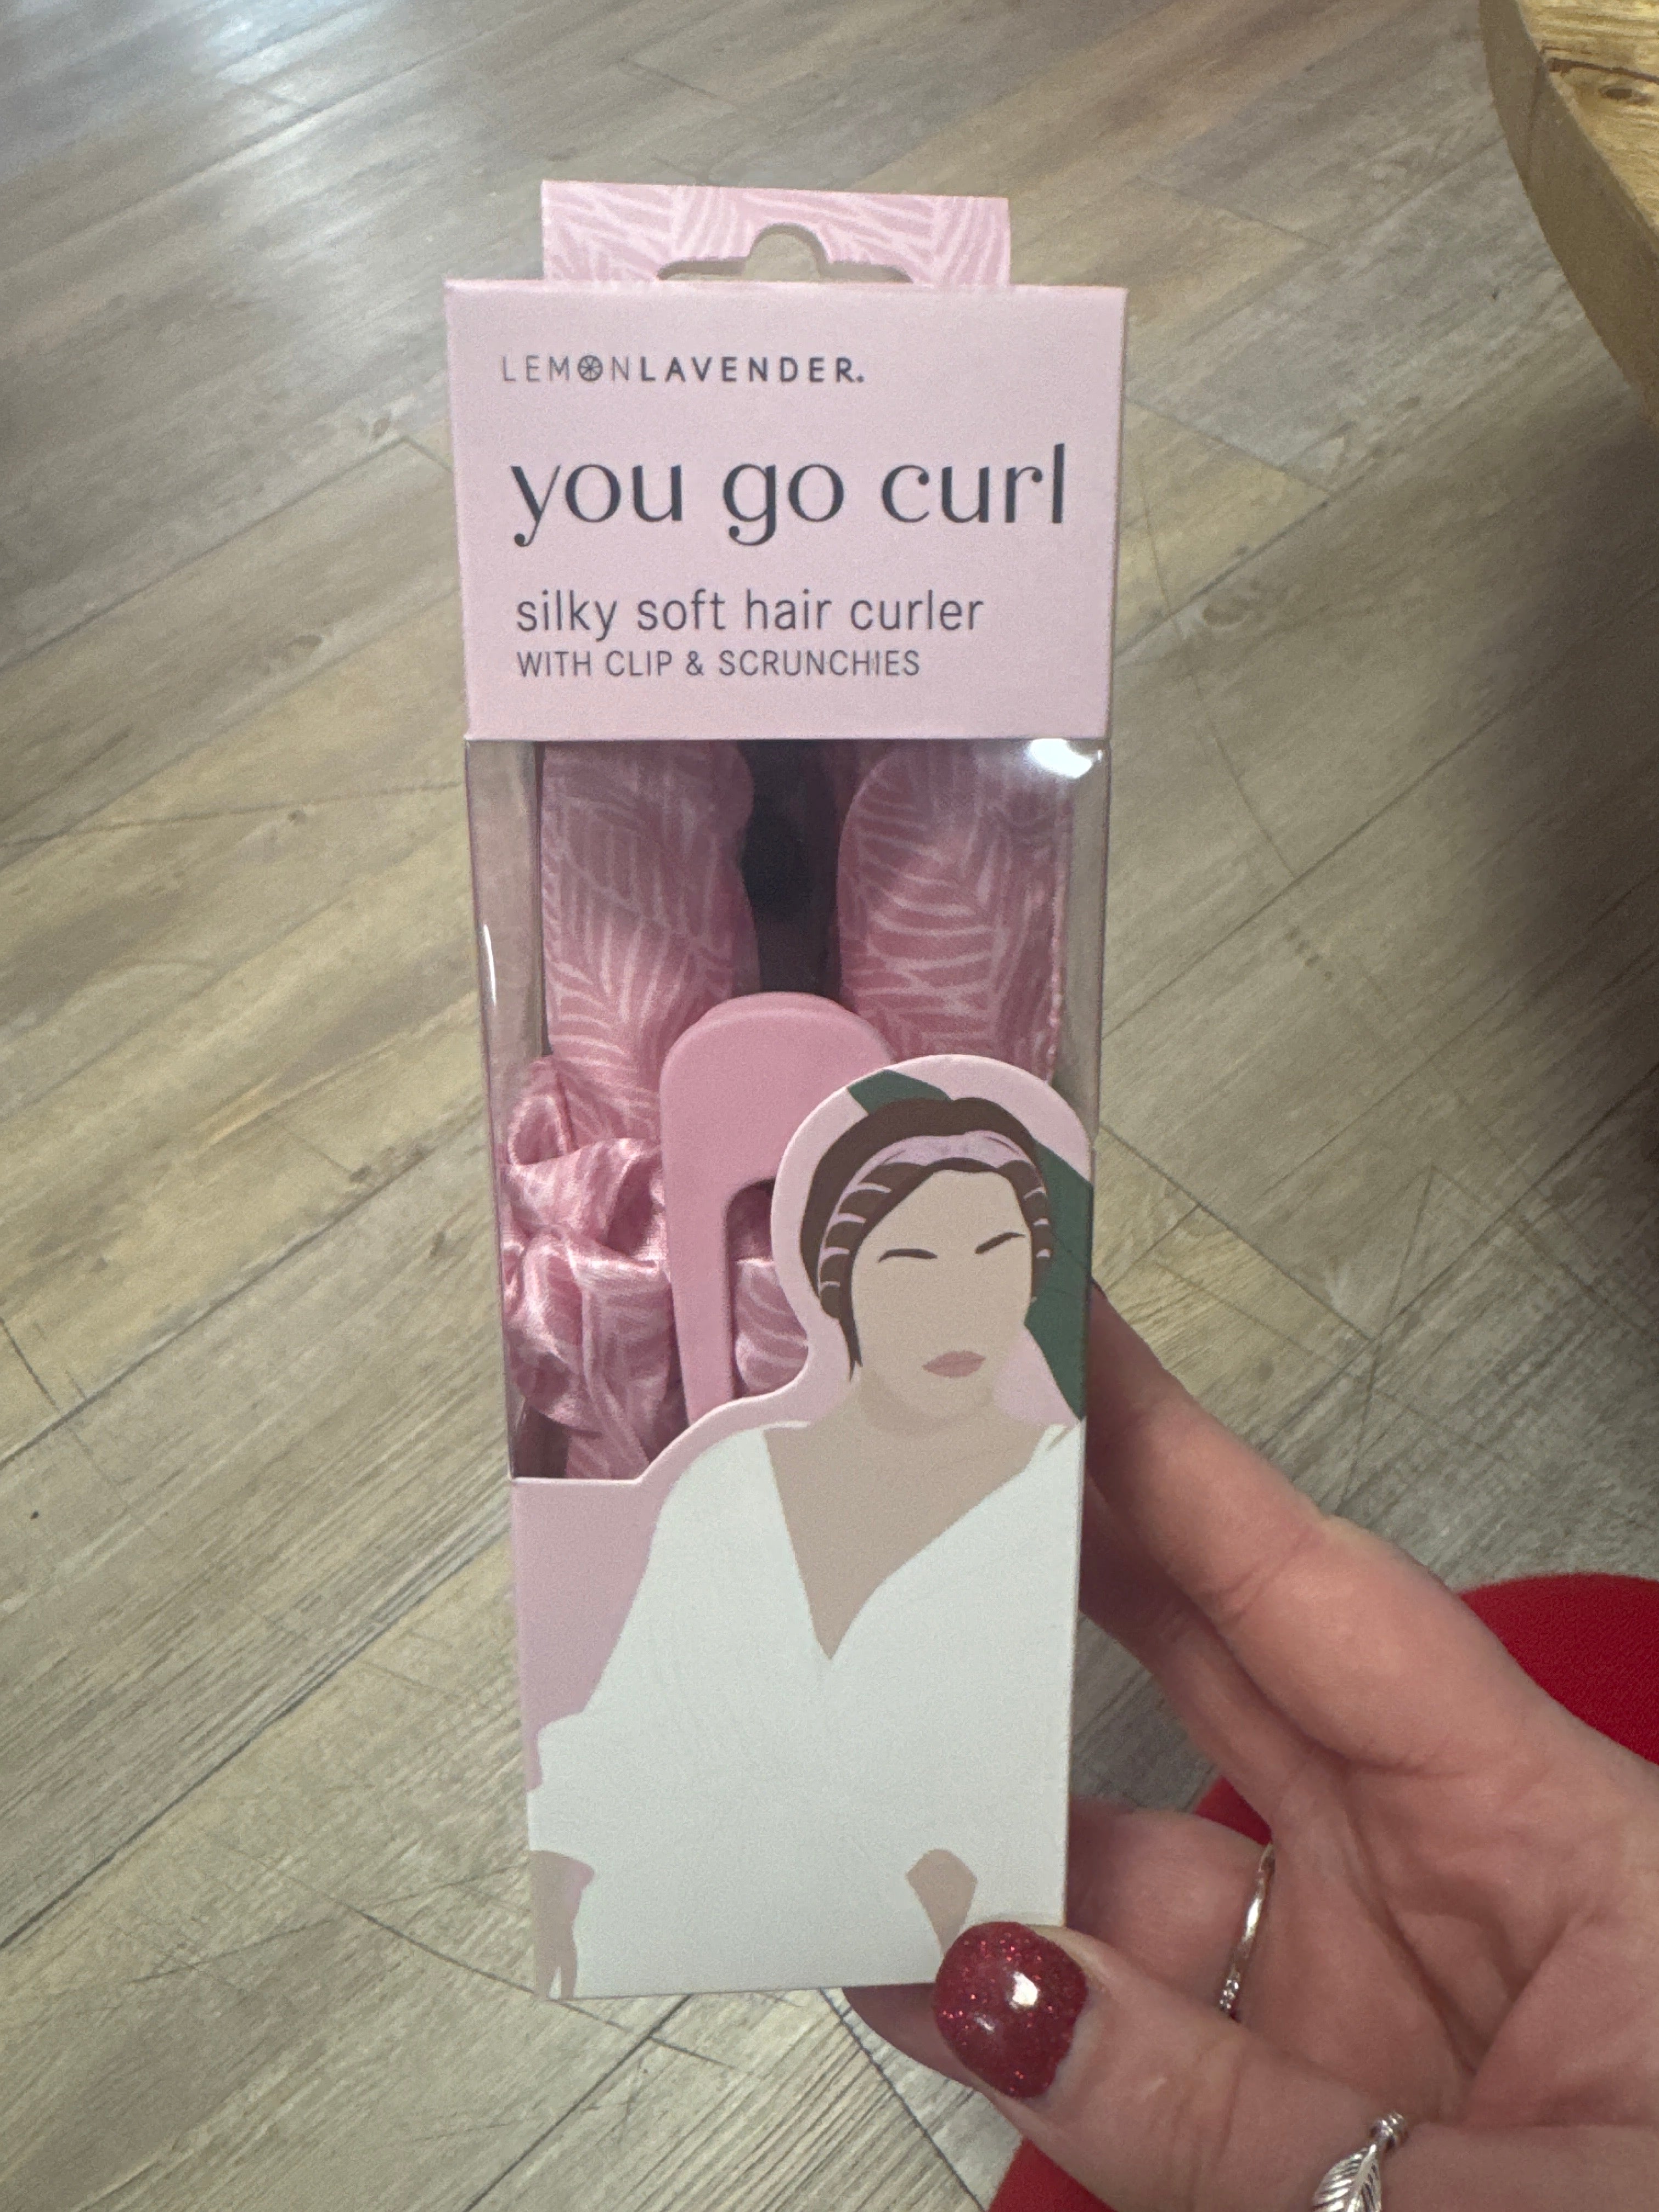 LEMONLAVENDER.
you go curl
silky soft hair curler
WITH CLIP & SCRUNCHIES